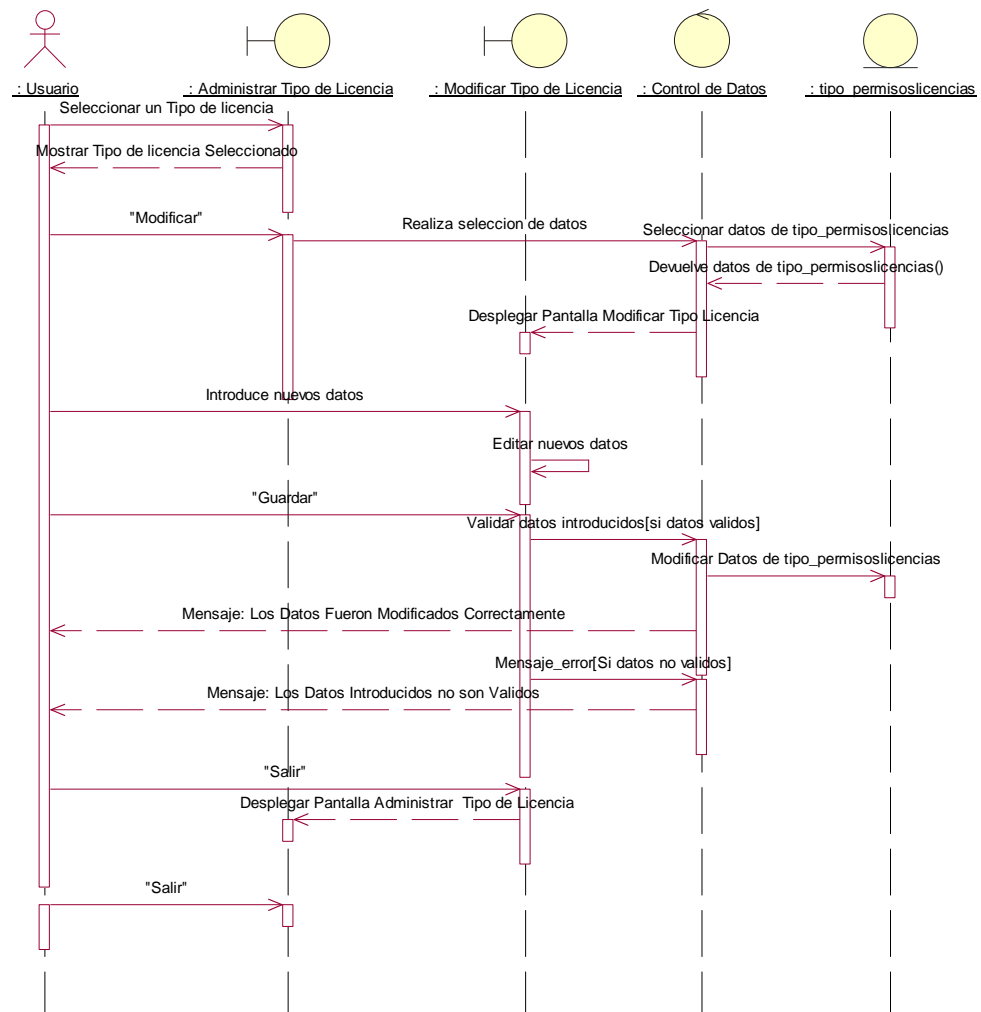 : Usuario
: Administrar Tipo de Licencia
: Modificar Tipo de Licencia
: Control de Datos
: tipo_permisoslicencias
Seleccionar un Tipo de licencia
Mostrar Tipo de licencia Seleccionado
"Modificar"
Realiza seleccion de datos
Seleccionar datos de tipo_permisoslicencias
Devuelve datos de tipo_permisoslicencias()
Desplegar Pantalla Modificar Tipo Licencia
Introduce nuevos datos
Editar nuevos datos
"Guardar"
Validar datos introducidos[si datos validos]
Modificar Datos de tipo_permisoslicencias
Mensaje: Los Datos Fueron Modificados Correctamente
Mensaje_error[Si datos no validos]
Mensaje: Los Datos Introducidos no son Validos
"Salir"
Desplegar Pantalla Administrar Tipo de Licencia
"Salir"